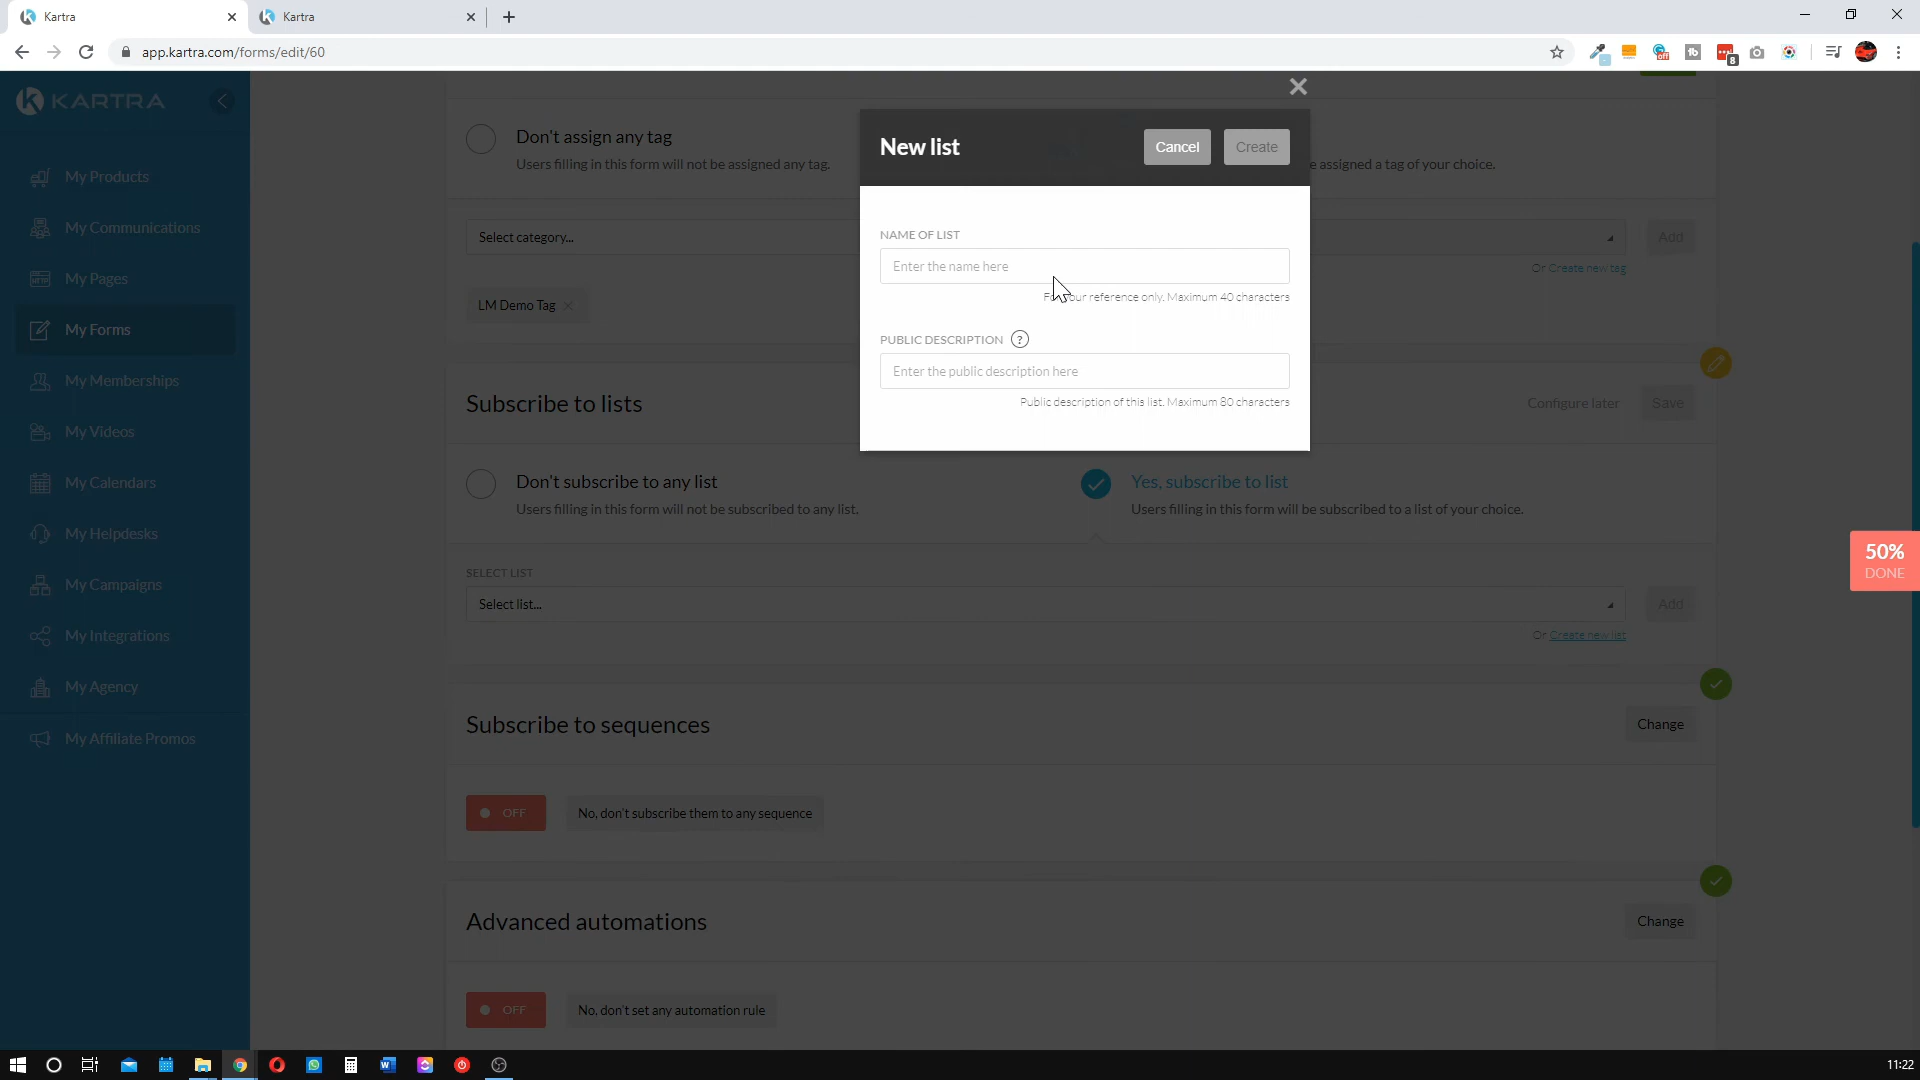 Kartra
Kartra
app.kartra.com/forms/edit/60
off
8
KARTRA
My Products
My Communications
My Pages
My Forms
My Memberships
My Videos
My Calendars
My Helpdesks
My Campaigns
My Integrations
My Agency
My Affiliate Promos
Don't assign any tag
Users filling in this form will not be assigned any tag.
e assigned a tag of your choice.
Select category...
Add
Or Create new tag
LM Demo Tag
New list
Cancel
Create
NAME OF LIST
Enter the name here
our reference only. Maximum 40 characters
PUBLIC DESCRIPTION ?
Enter the public description here
Public description of this list. Maximum 80 characters
Subscribe to lists
Configure later
Save
Don't subscribe to any list
Users filling in this form will not be subscribed to any list.
Yes, subscribe to list
Users filling in this form will be subscribed to a list of your choice.
SELECT LIST
Select list...
Add
Or Create new list
50%
DONE
Subscribe to sequences
Change
OFF
No, don't subscribe them to any sequence
Advanced automations
Change
OFF
No, don't set any automation rule
11:22